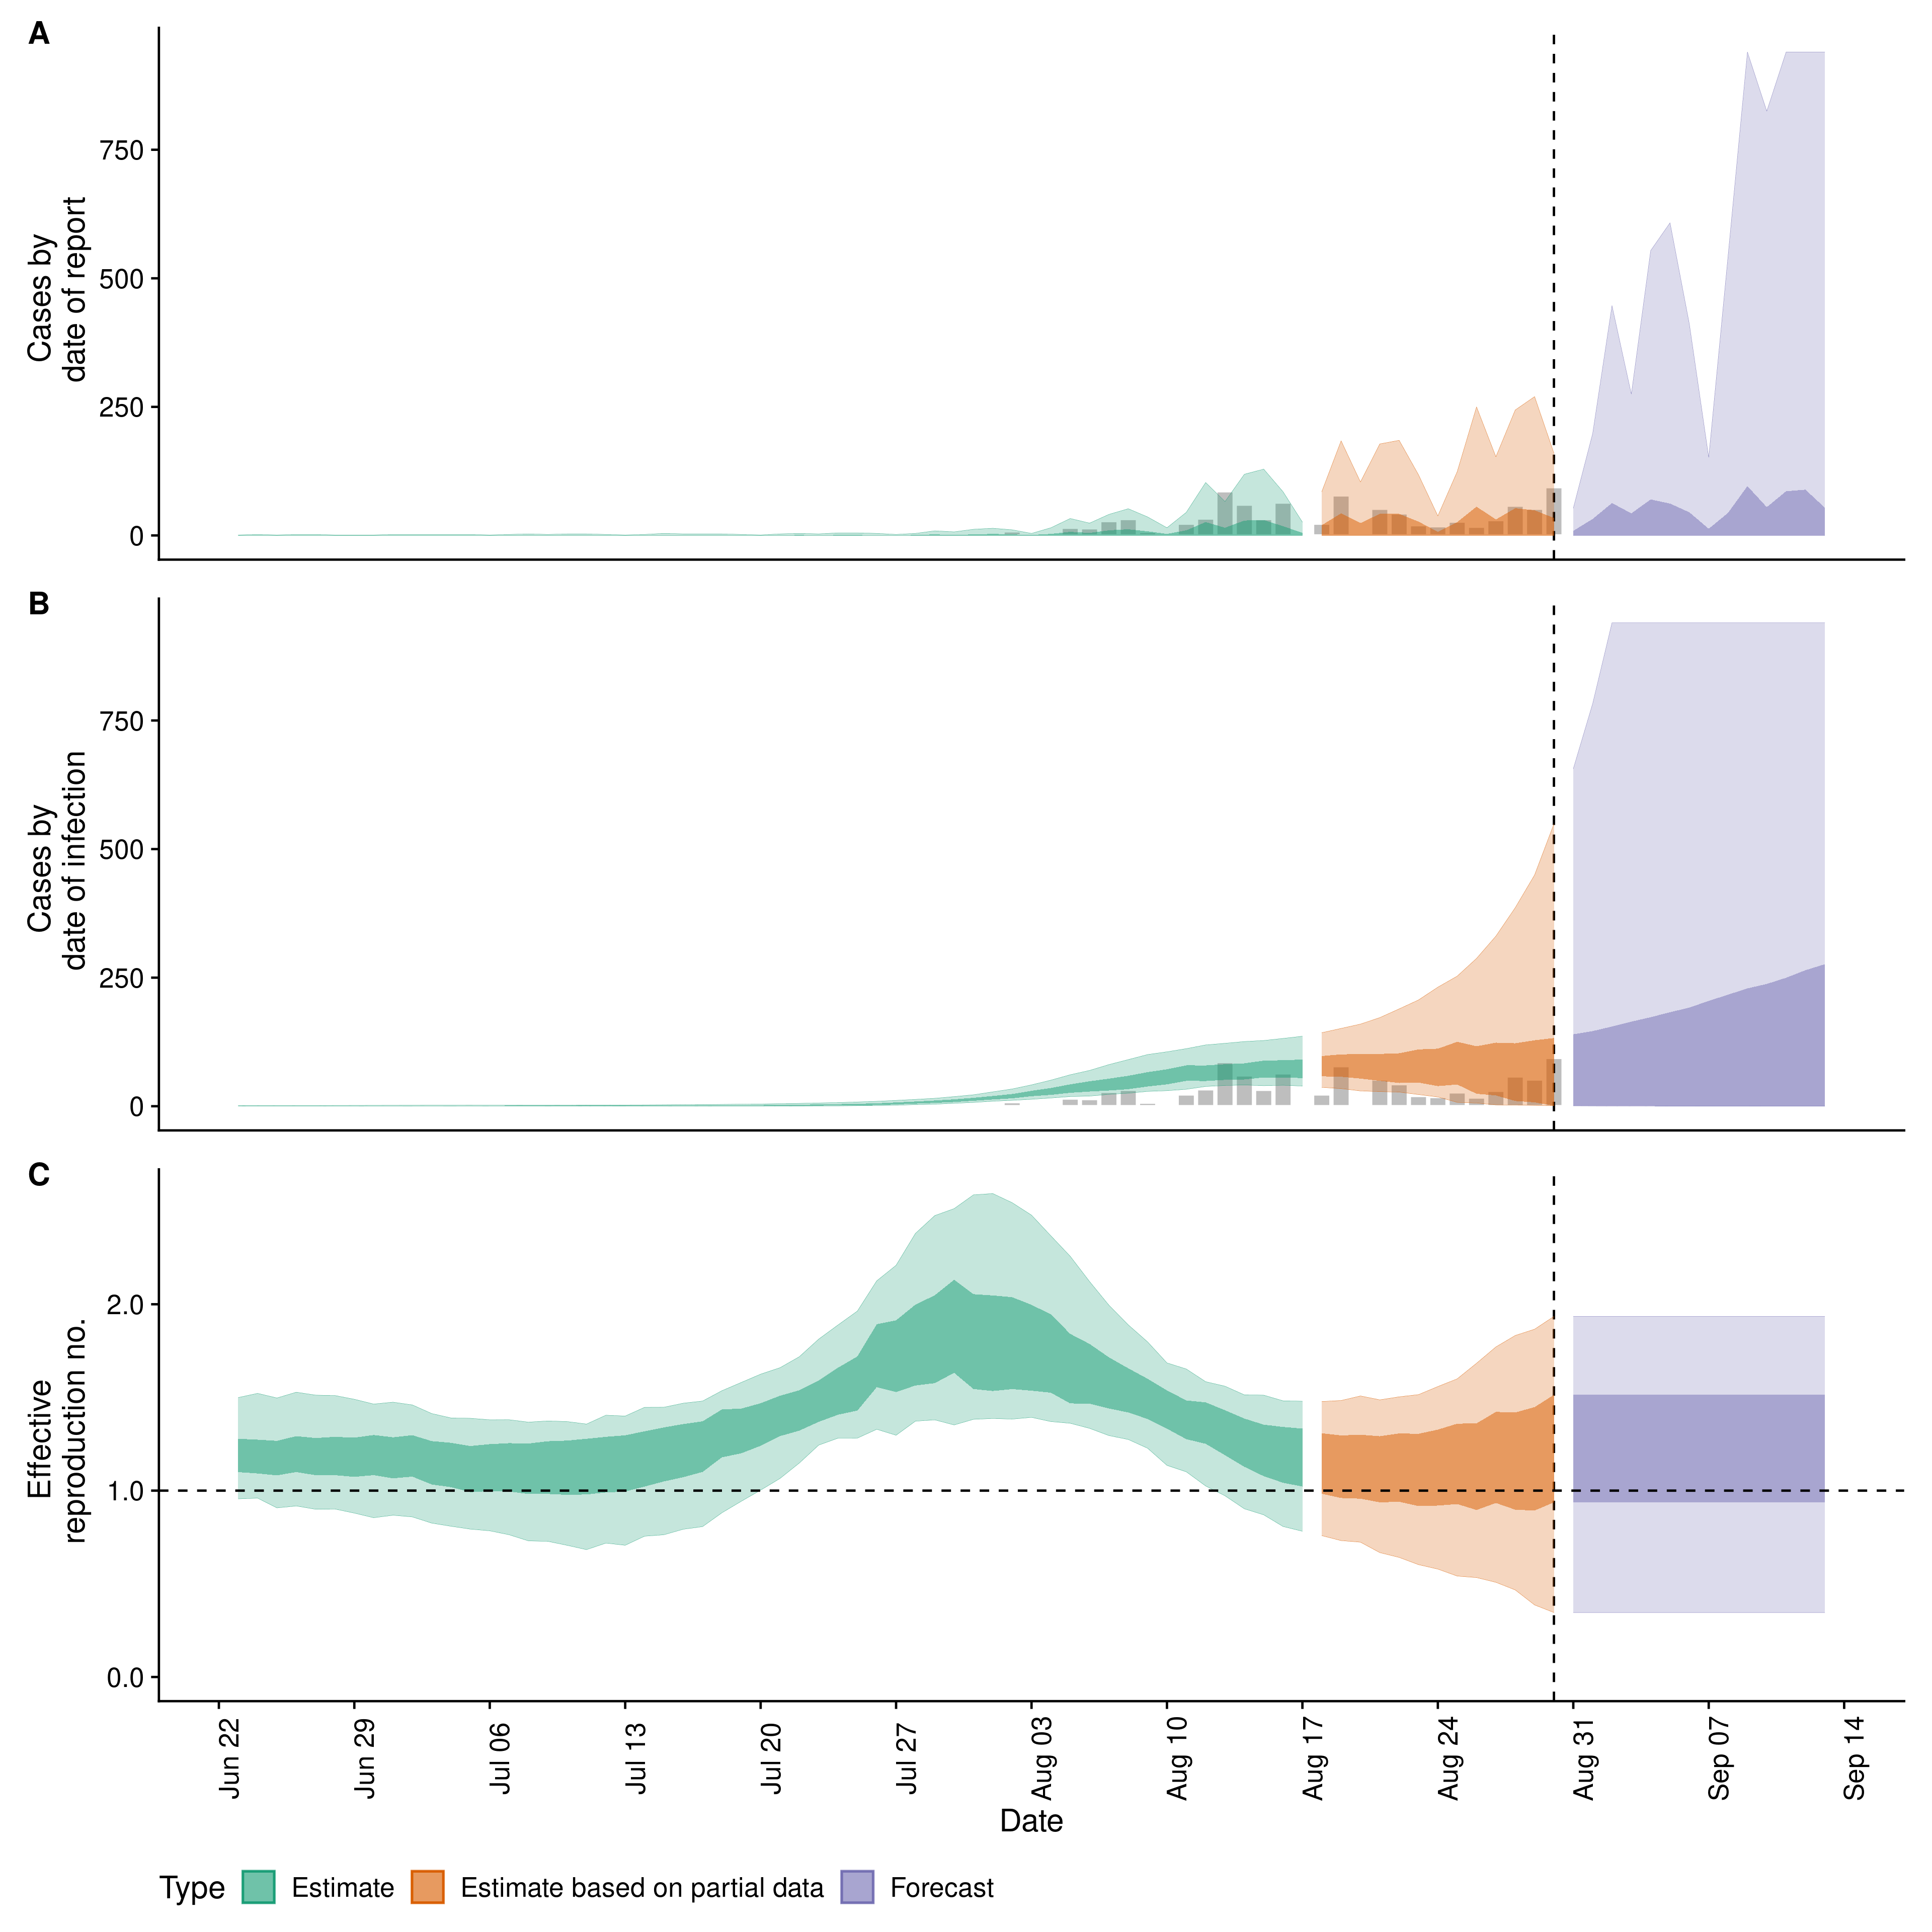 A
Cases by
date of report
750
500
250
0
B
Cases by
date of infection
750
500
250
0
C
Effective
reproduction no.
2.0
1.0
0.0
Jun 22
Jun 29
Jul 06
Jul 13
Jul 20
Jul 27
Aug 03
Aug 10
Aug 17
Aug 24
Aug 31
Sep 07
Sep 14
Date
Type Estimate Estimate based on partial data Forecast